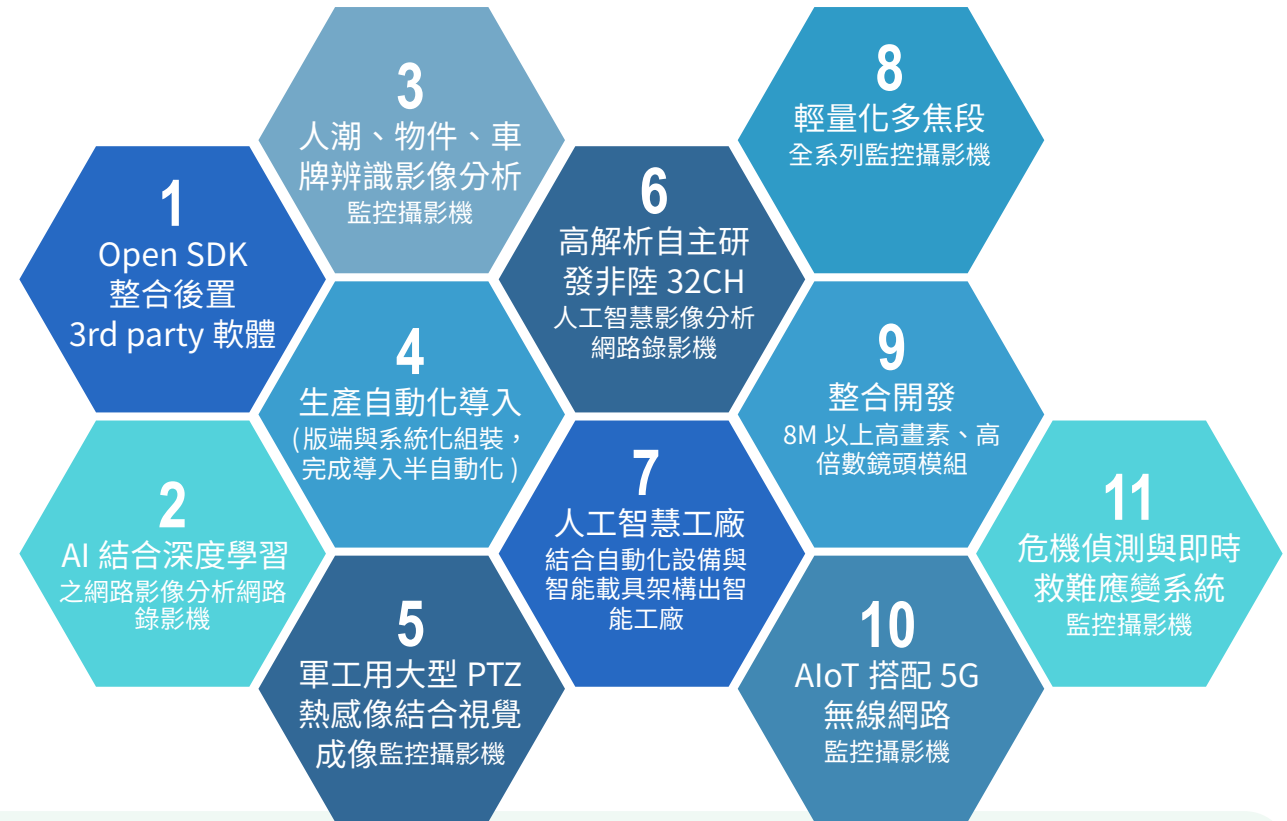 1
Open SDK
整合後置
3rd party 軟體
2
AI 結合深度學習
之網路影像分析網路
錄影機
3
人潮、物件、車
牌辨識影像分析
監控攝影機
4
生產自動化導入
(版端與系統化組裝，
完成導入半自動化 )
5
軍工用大型 PTZ
熱感像結合視覺
成像監控攝影機
6
高解析自主研
發非陸 32CH
人工智慧影像分析
網路錄影機
7
人工智慧工廠
結合自動化設備與
智能載具架構出智
能工廠
8
輕量化多焦段
全系列監控攝影機
9
整合開發
8M 以上高畫素、高
倍數鏡頭模組
10
AIoT 搭配 5G
無線網路
監控攝影機
11
危機偵測與即時
救難應變系統
監控攝影機